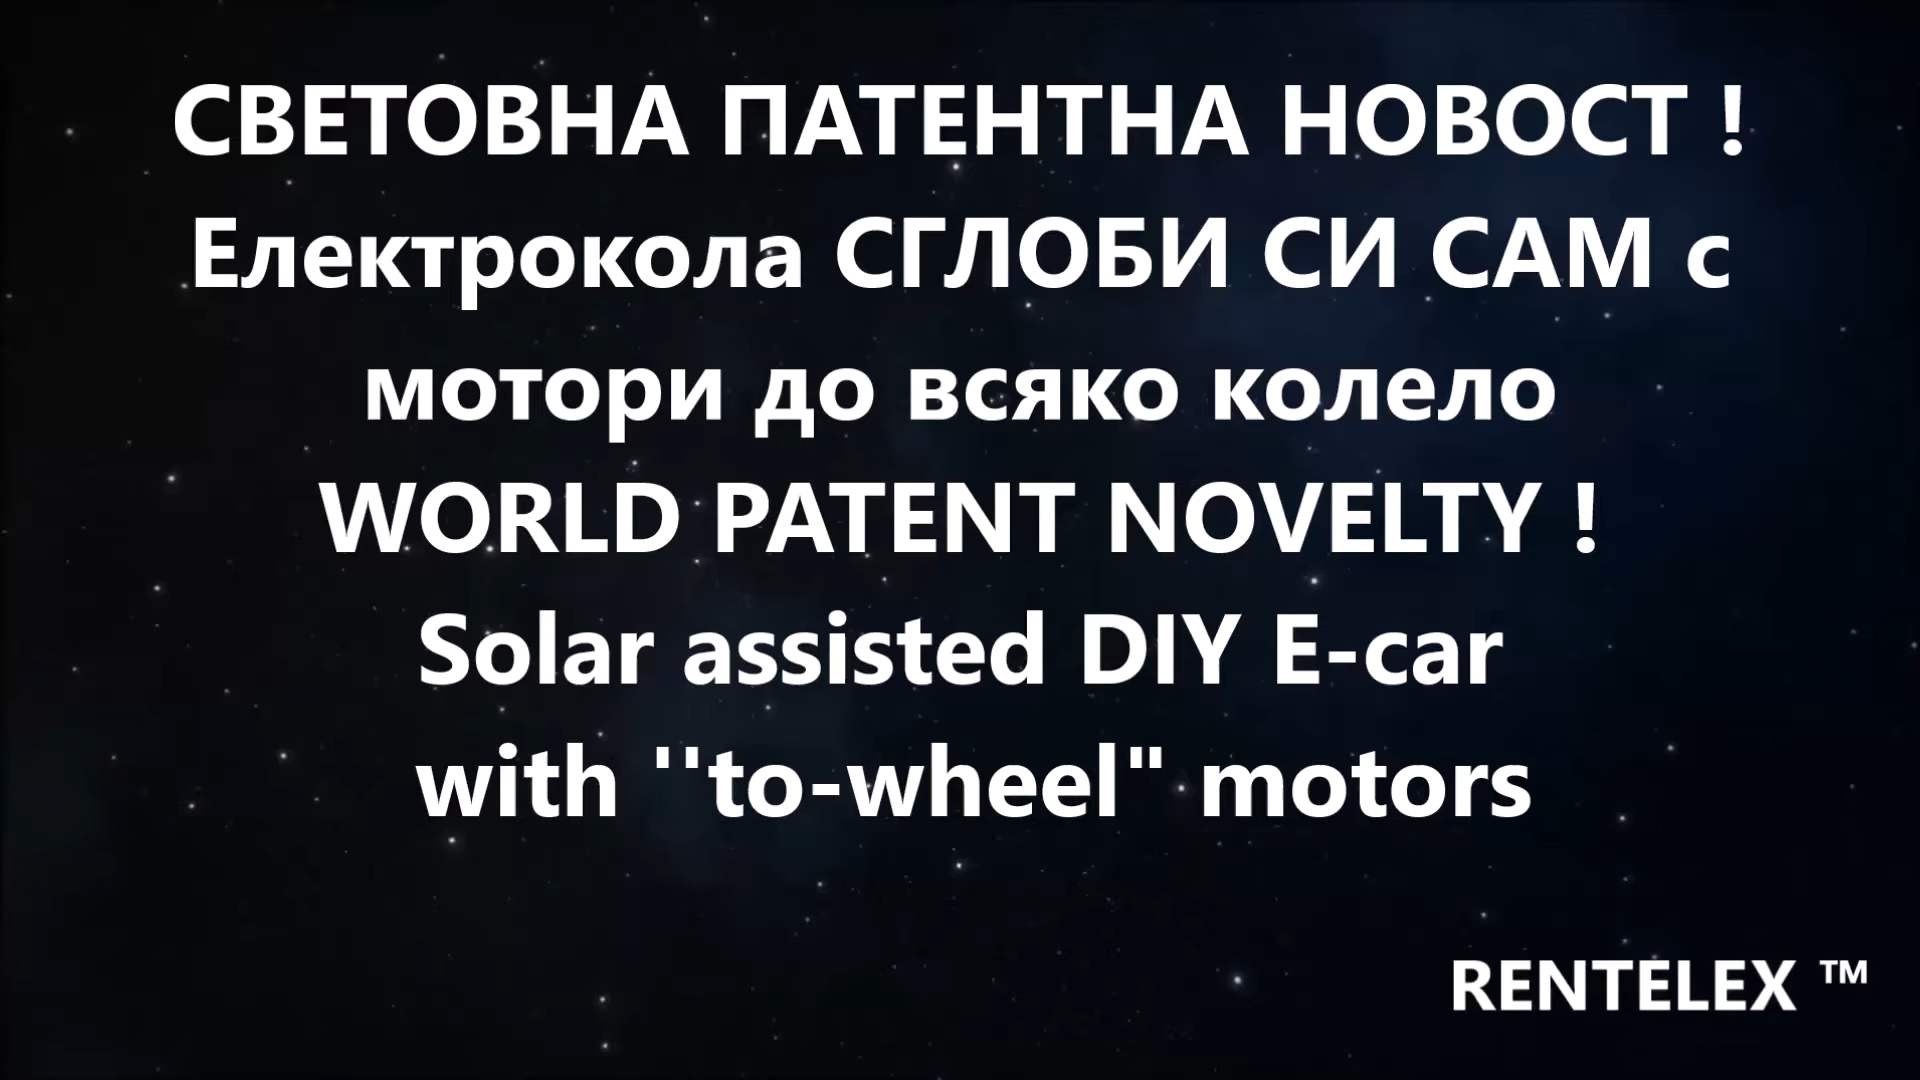 СВЕТОВНА ПАТЕНТНА НОВОСТ !
Електрокола СГЛОБИ СИ САМ с
мотори до всяко колело
WORLD PATENT NOVELTY !
Solar assisted DIY E-car
with ''to-wheel" motors
RENTELEX ™